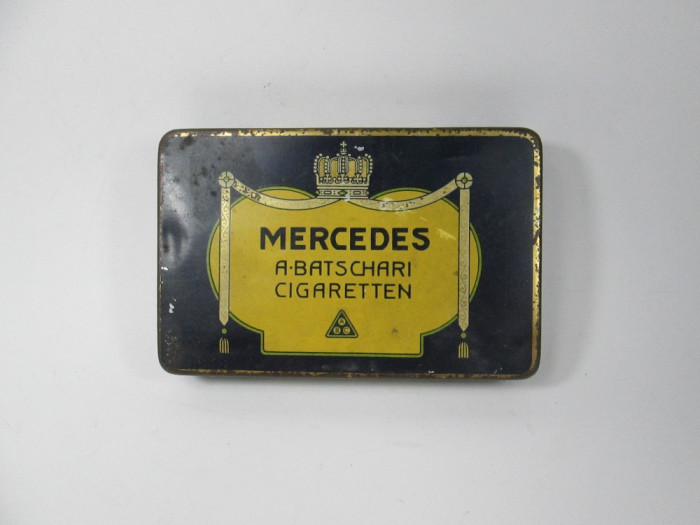 MERCEDES
A·BATSCHARI
CIGARETTEN
A
B C